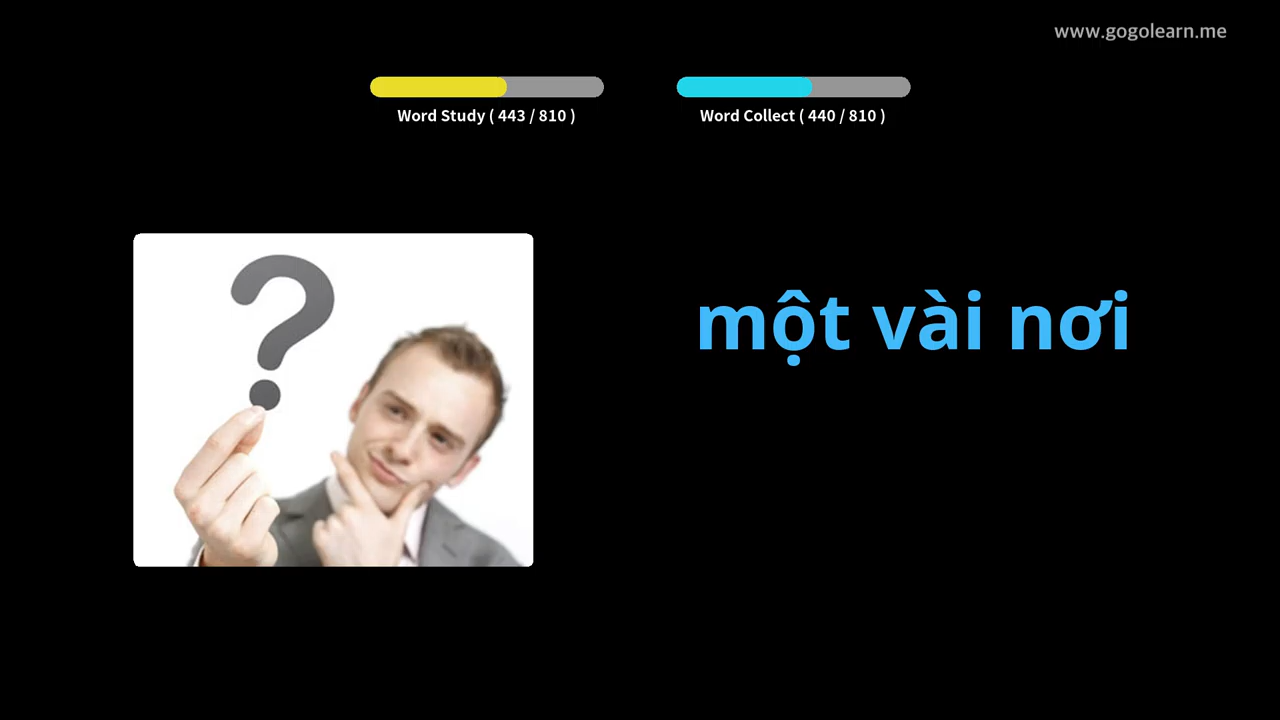 www.gogolearn.me
Word Study ( 443 / 810 )
Word Collect ( 440 / 810 )
?
một vài nơi